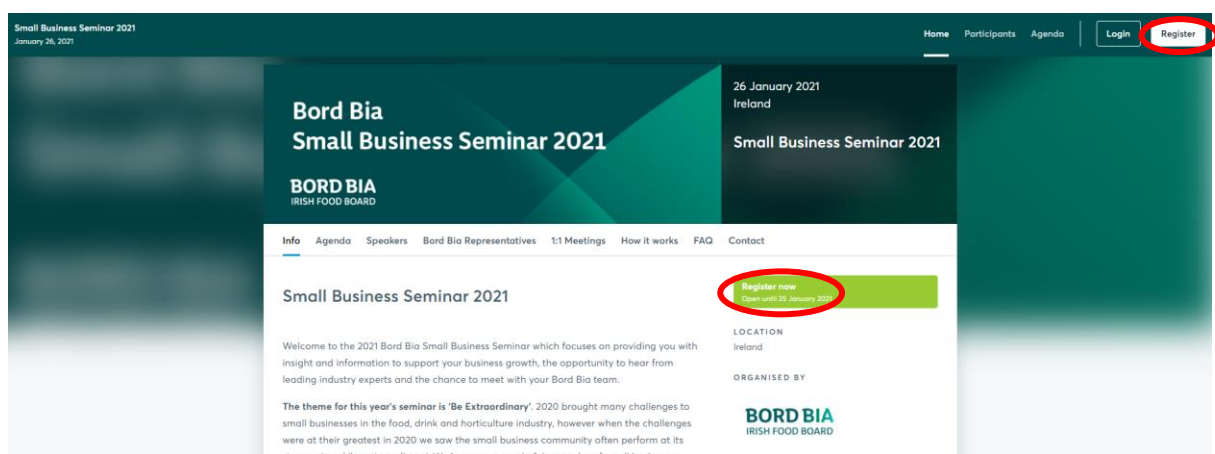 Small Business Seminar 2021
January 26, 2021
Home Participants Agenda Login Register
Bord Bia
Small Business Seminar 2021
BORD BIA
IRISH FOOD BOARD
26 January 2021
Ireland
Small Business Seminar 2021
Info Agenda Speakers Bord Bia Representatives 1:1 Meetings How it works FAQ Contact
Small Business Seminar 2021
Welcome to the 2021 Bord Bia Small Business Seminar which focuses on providing you with
insight and information to support your business growth, the opportunity to hear from
leading industry experts and the chance to meet with your Bord Bia team.
The theme for this year's seminar is 'Be Extraordinary'. 2020 brought many challenges to
small businesses in the food, drink and horticulture industry, however when the challenges
were at their greatest in 2020 we saw the small business community often perform at its
Register now
Open until 25 January 2021
LOCATION
Ireland
ORGANISED BY
BORD BIA
IRISH FOOD BOARD